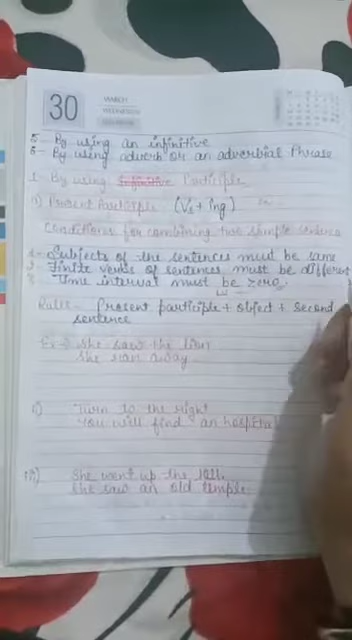 30
MARCH
WEDNESDAY
5- By using an infinitive
6- By using adverb or an adverbial Phrase
1- By using Participle
i) Present Participle (V1 + ing)
Conditions for combining two simple sentence
1- Subjects of the sentences must be same
2- Finite verbs of sentences must be different
3- Time interval must be zero.
Rule- Present participle + object + second
sentence
Ex- i) She saw the lion
She ran away.
ii) Turn to the right
You will find an hospital
iii) She went up the hill
She saw an old temple